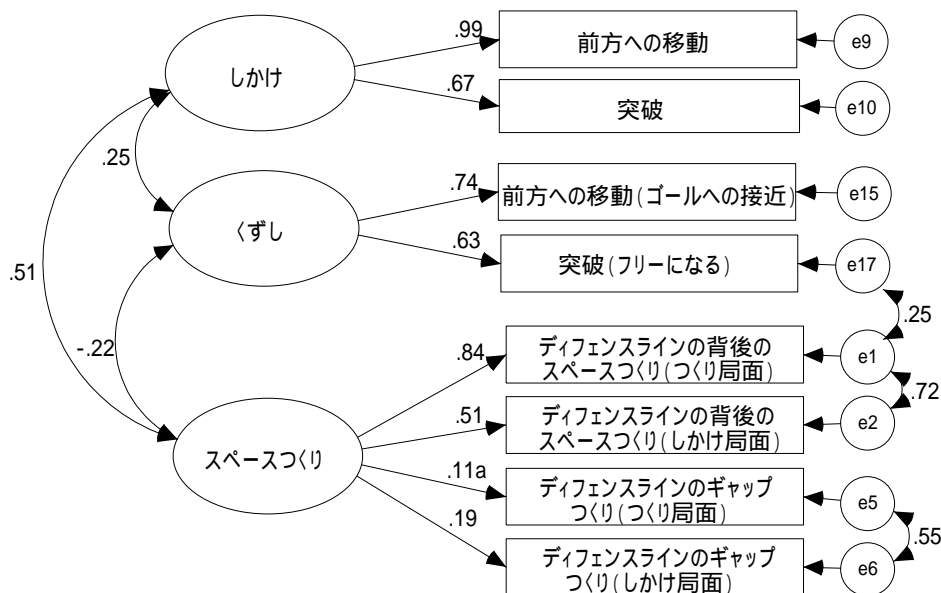 しかけ
.99
前方への移動
e9
.67
突破
e10
.25
くずし
.74
前方への移動(ゴールへの接近)
e15
.63
突破(フリーになる)
e17
.51
-.22
.25
スペースつくり
.84
ディフェンスラインの背後の
スペースつくり(つくり局面)
e1
.72
.51
ディフェンスラインの背後の
スペースつくり(しかけ局面)
e2
.11a
ディフェンスラインのギャップ
つくり(つくり局面)
e5
.55
.19
ディフェンスラインのギャップ
つくり(しかけ局面)
e6